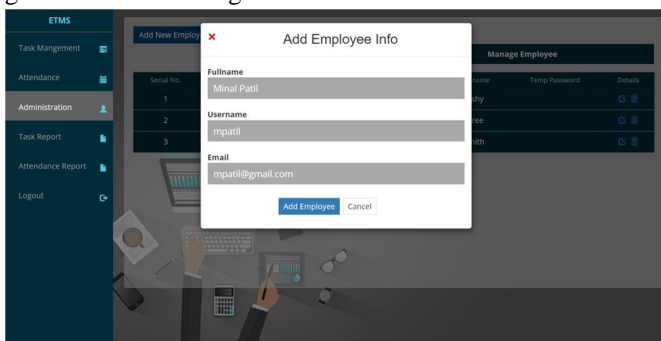 ETMS
Task Mangement
Attendance
Administration
Task Report
Attendance Report
Logout
Add New Employ
Manage Employee
Serial No.
name
Temp Password
Details
1
shy
2
ree
3
mith
Add Employee Info
Fullname
Minal Patil
Username
mpatil
Email
mpatil@gmail.com
Add Employee
Cancel